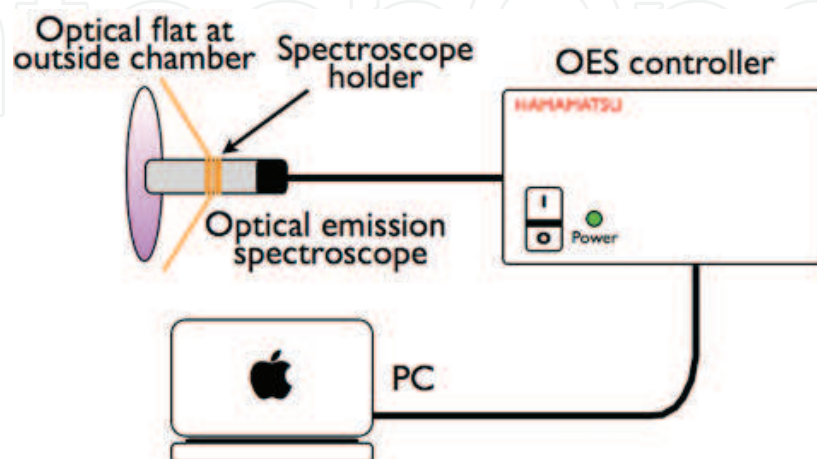 Optical flat at
outside chamber
Spectroscope
holder
OES controller
HAMAMATSU
I
O
Power
Optical emission
spectroscope
PC